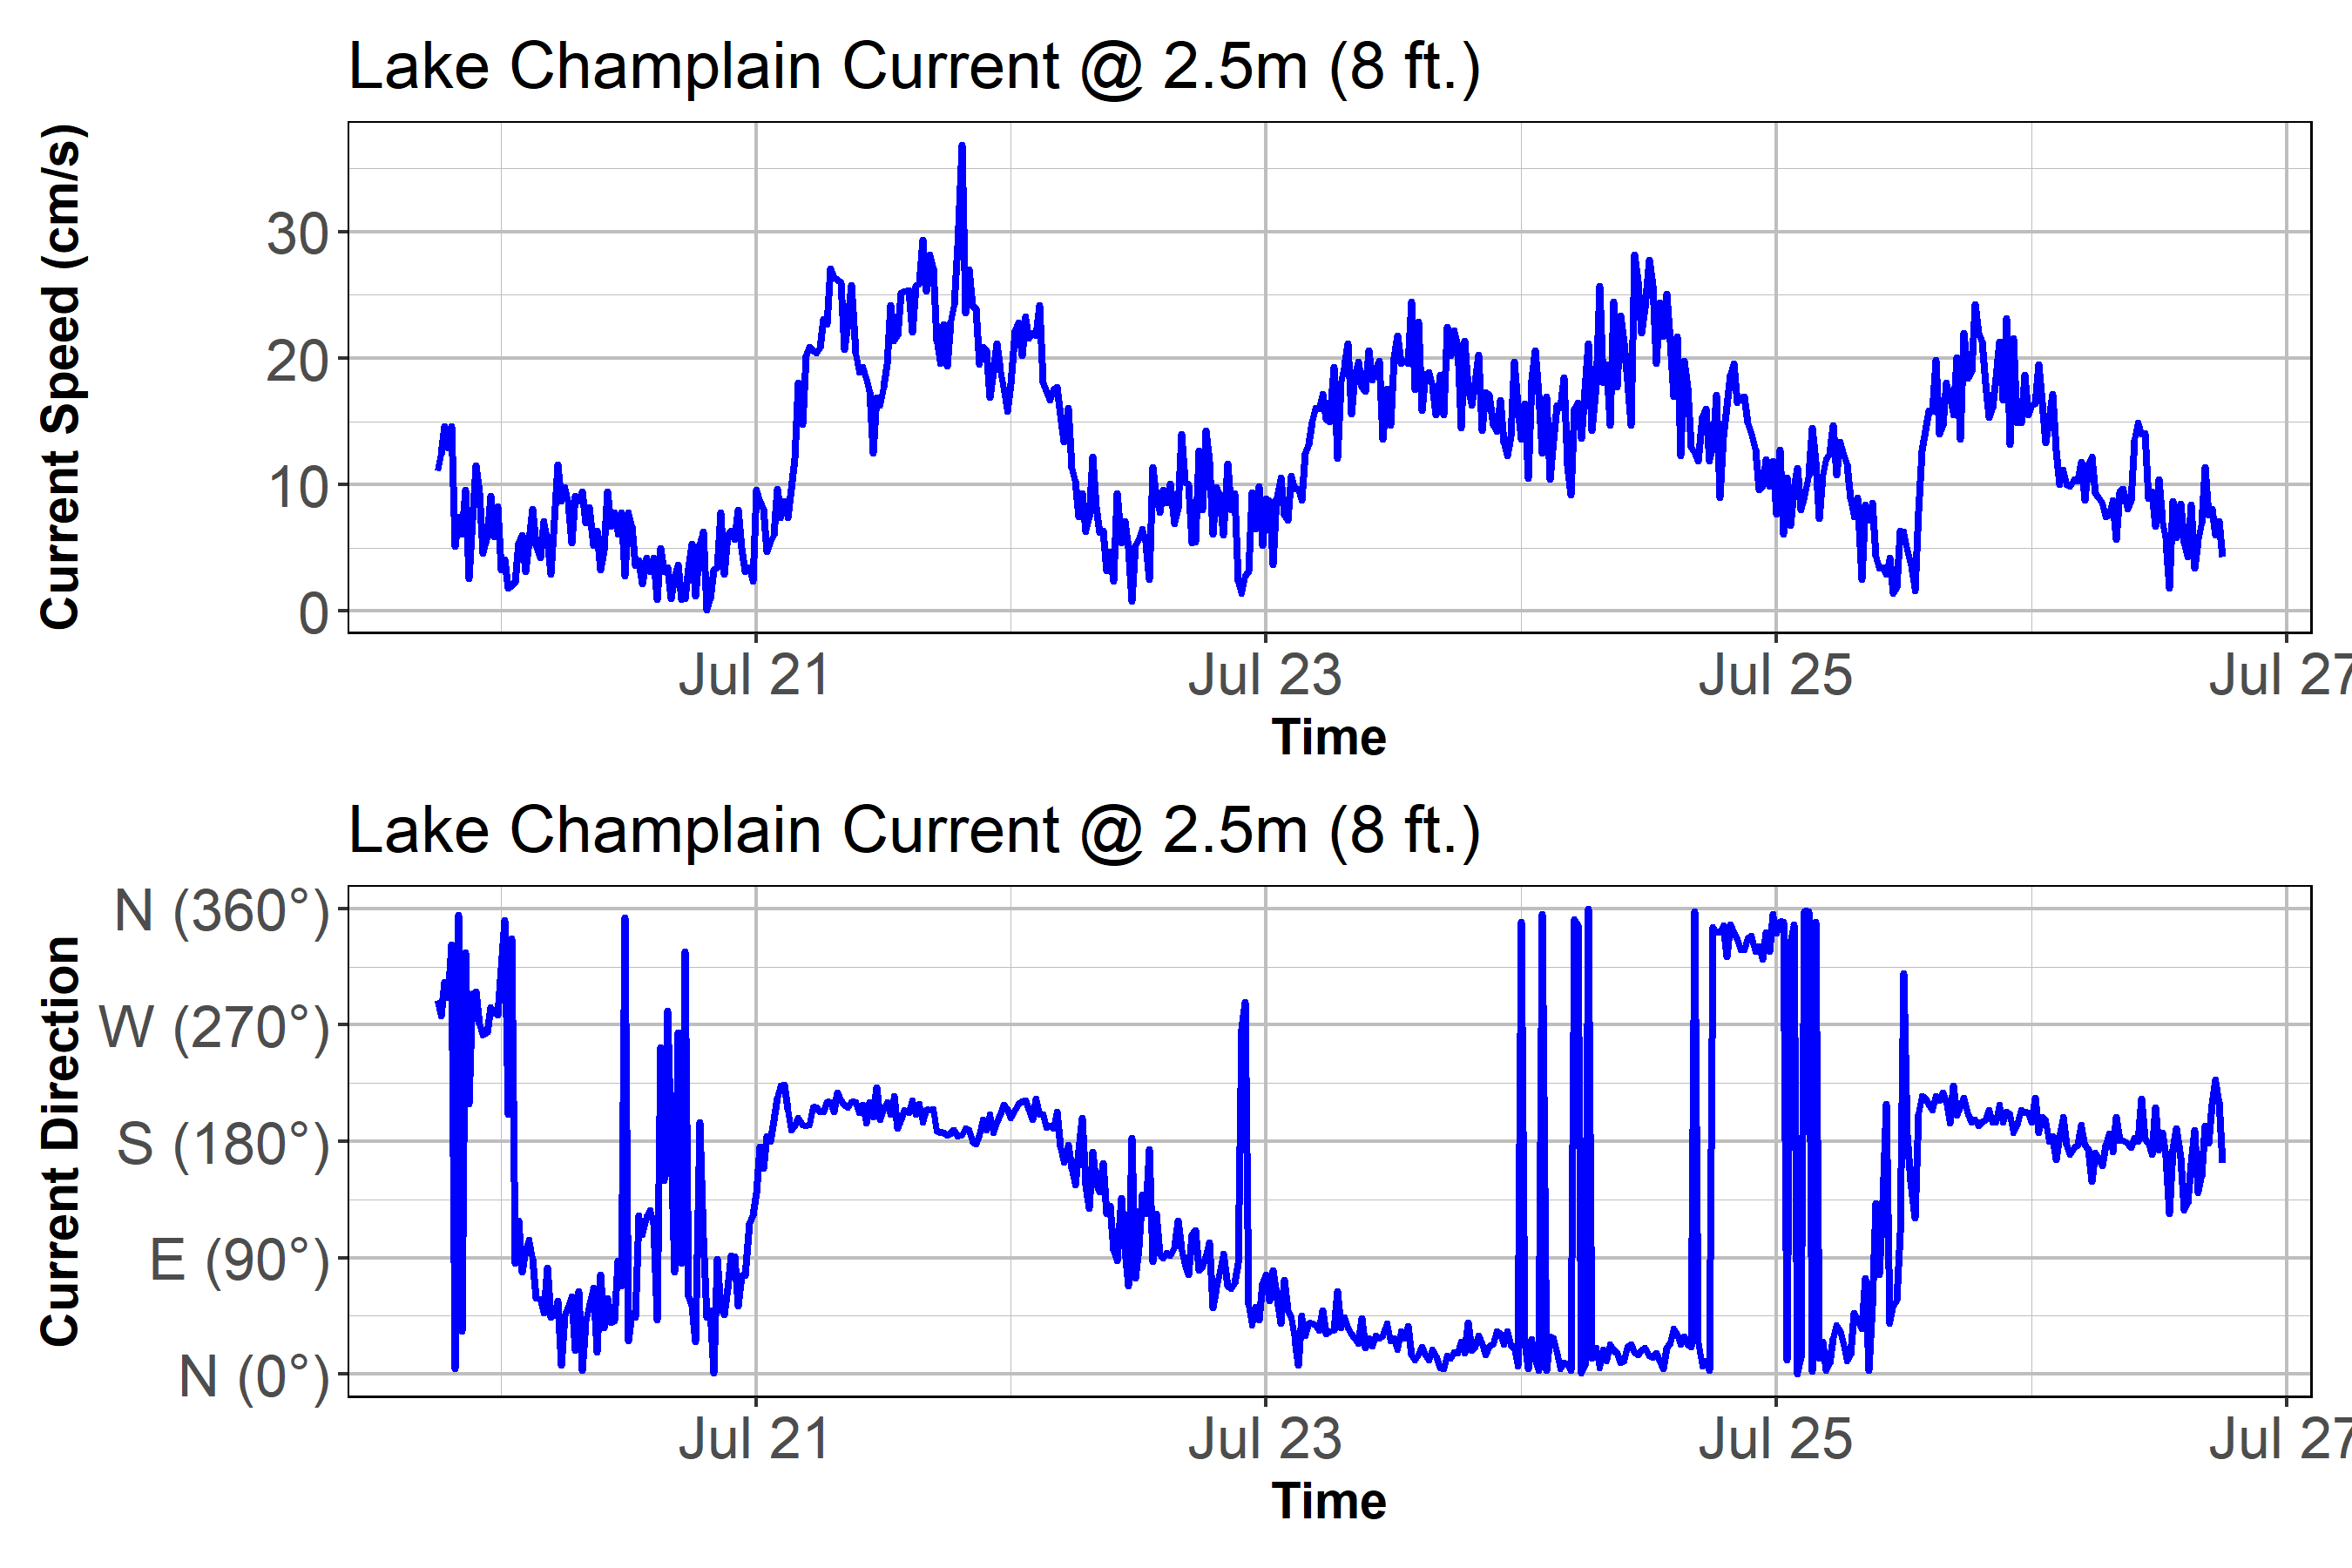 Lake Champlain Current @ 2.5m (8 ft.)
Current Speed (cm/s)
30
20
10
0
Jul 21 Jul 23 Jul 25 Jul 27
Time
Lake Champlain Current @ 2.5m (8 ft.)
Current Direction
N (360°)
W (270°)
S (180°)
E (90°)
N (0°)
Jul 21 Jul 23 Jul 25 Jul 27
Time